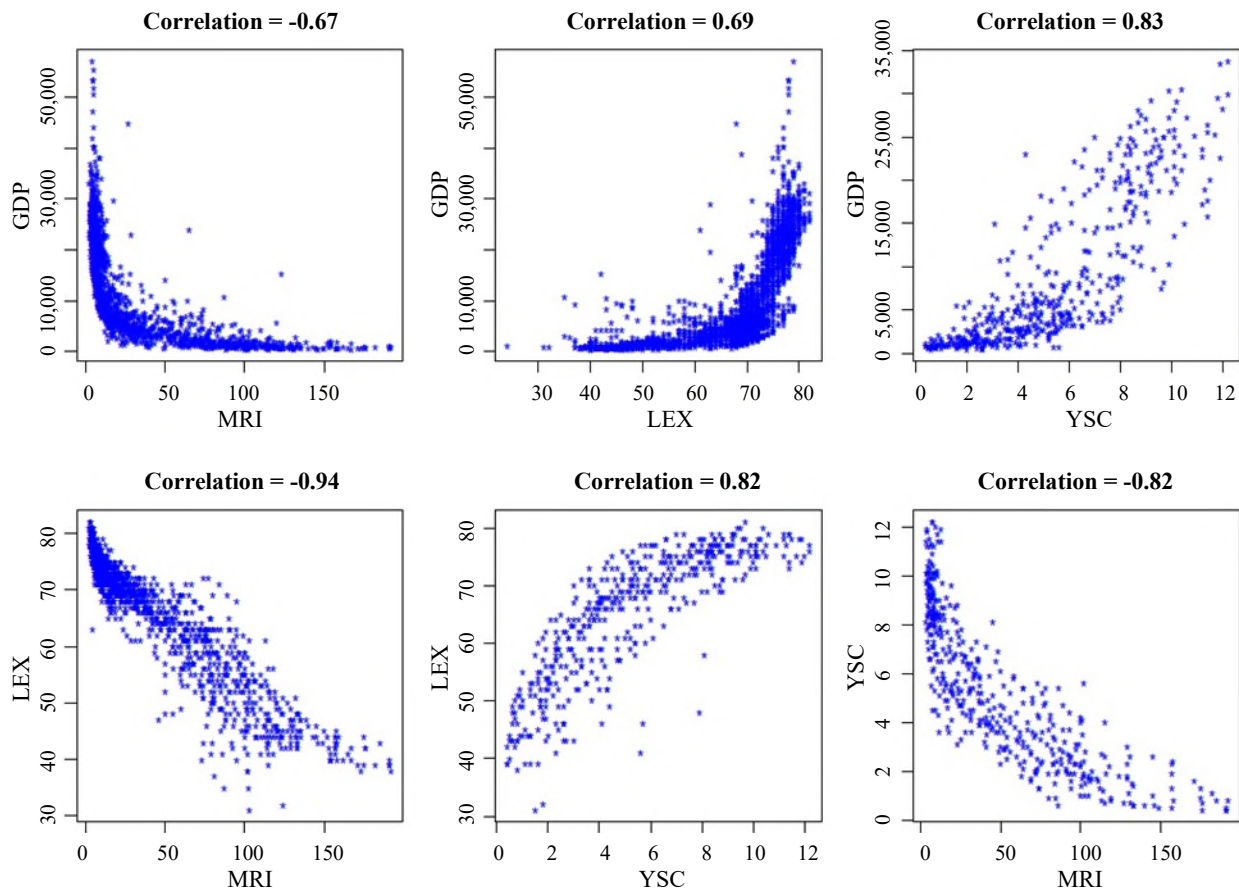 Correlation = -0.67
GDP
50,000
30,000
10,000
0
0 50 100 150
MRI
Correlation = 0.69
GDP
50,000
30,000
10,000
0
30 40 50 60 70 80
LEX
Correlation = 0.83
GDP
35,000
25,000
15,000
5,000
0
0 2 4 6 8 10 12
YSC
Correlation = -0.94
LEX
80
70
60
50
40
30
0 50 100 150
MRI
Correlation = 0.82
LEX
80
70
60
50
40
30
0 2 4 6 8 10 12
YSC
Correlation = -0.82
YSC
12
10
8
6
4
2
0
0 50 100 150
MRI